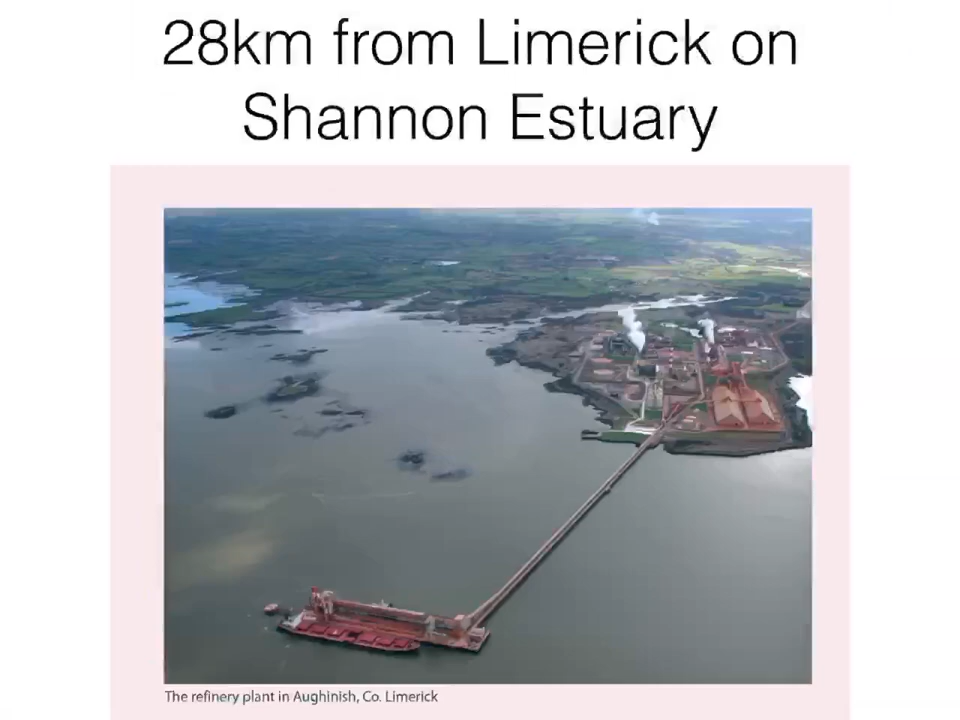 28km from Limerick on
Shannon Estuary
The refinery plant in Aughinish, Co. Limerick